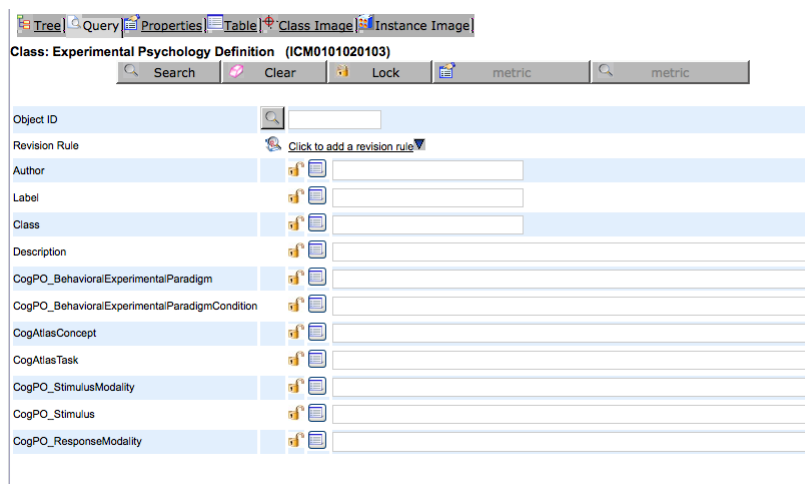 Tree Query Properties Table Class Image Instance Image
Class: Experimental Psychology Definition (ICM0101020103)
Search Clear Lock metric metric
Object ID
Revision Rule Click to add a revision rule
Author
Label
Class
Description
CogPO_BehavioralExperimentalParadigm
CogPO_BehavioralExperimentalParadigmCondition
CogAtlasConcept
CogAtlasTask
CogPO_StimulusModality
CogPO_Stimulus
CogPO_ResponseModality